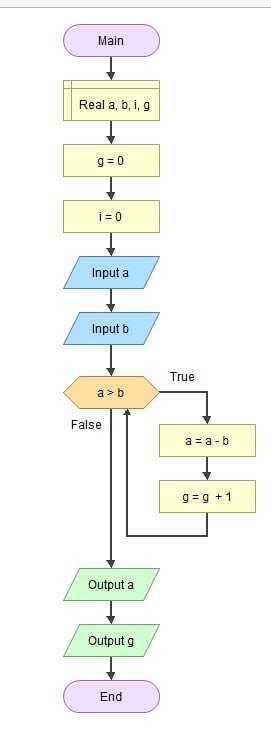 Main
Real a, b, i, g
g = 0
i = 0
Input a
Input b
a > b
True
False
a = a - b
g = g + 1
Output a
Output g
End